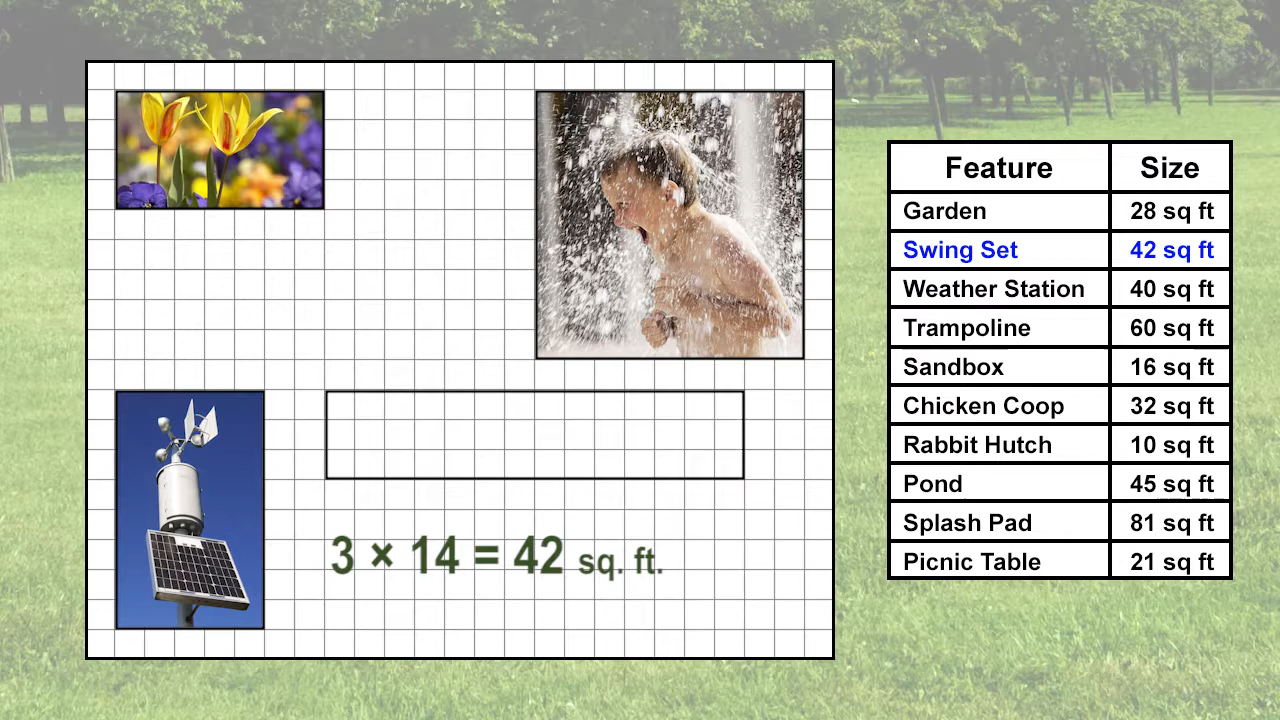 Feature Size
Garden 28 sq ft
Swing Set 42 sq ft
Weather Station 40 sq ft
Trampoline 60 sq ft
Sandbox 16 sq ft
Chicken Coop 32 sq ft
Rabbit Hutch 10 sq ft
Pond 45 sq ft
Splash Pad 81 sq ft
Picnic Table 21 sq ft
3 × 14 = 42 sq. ft.